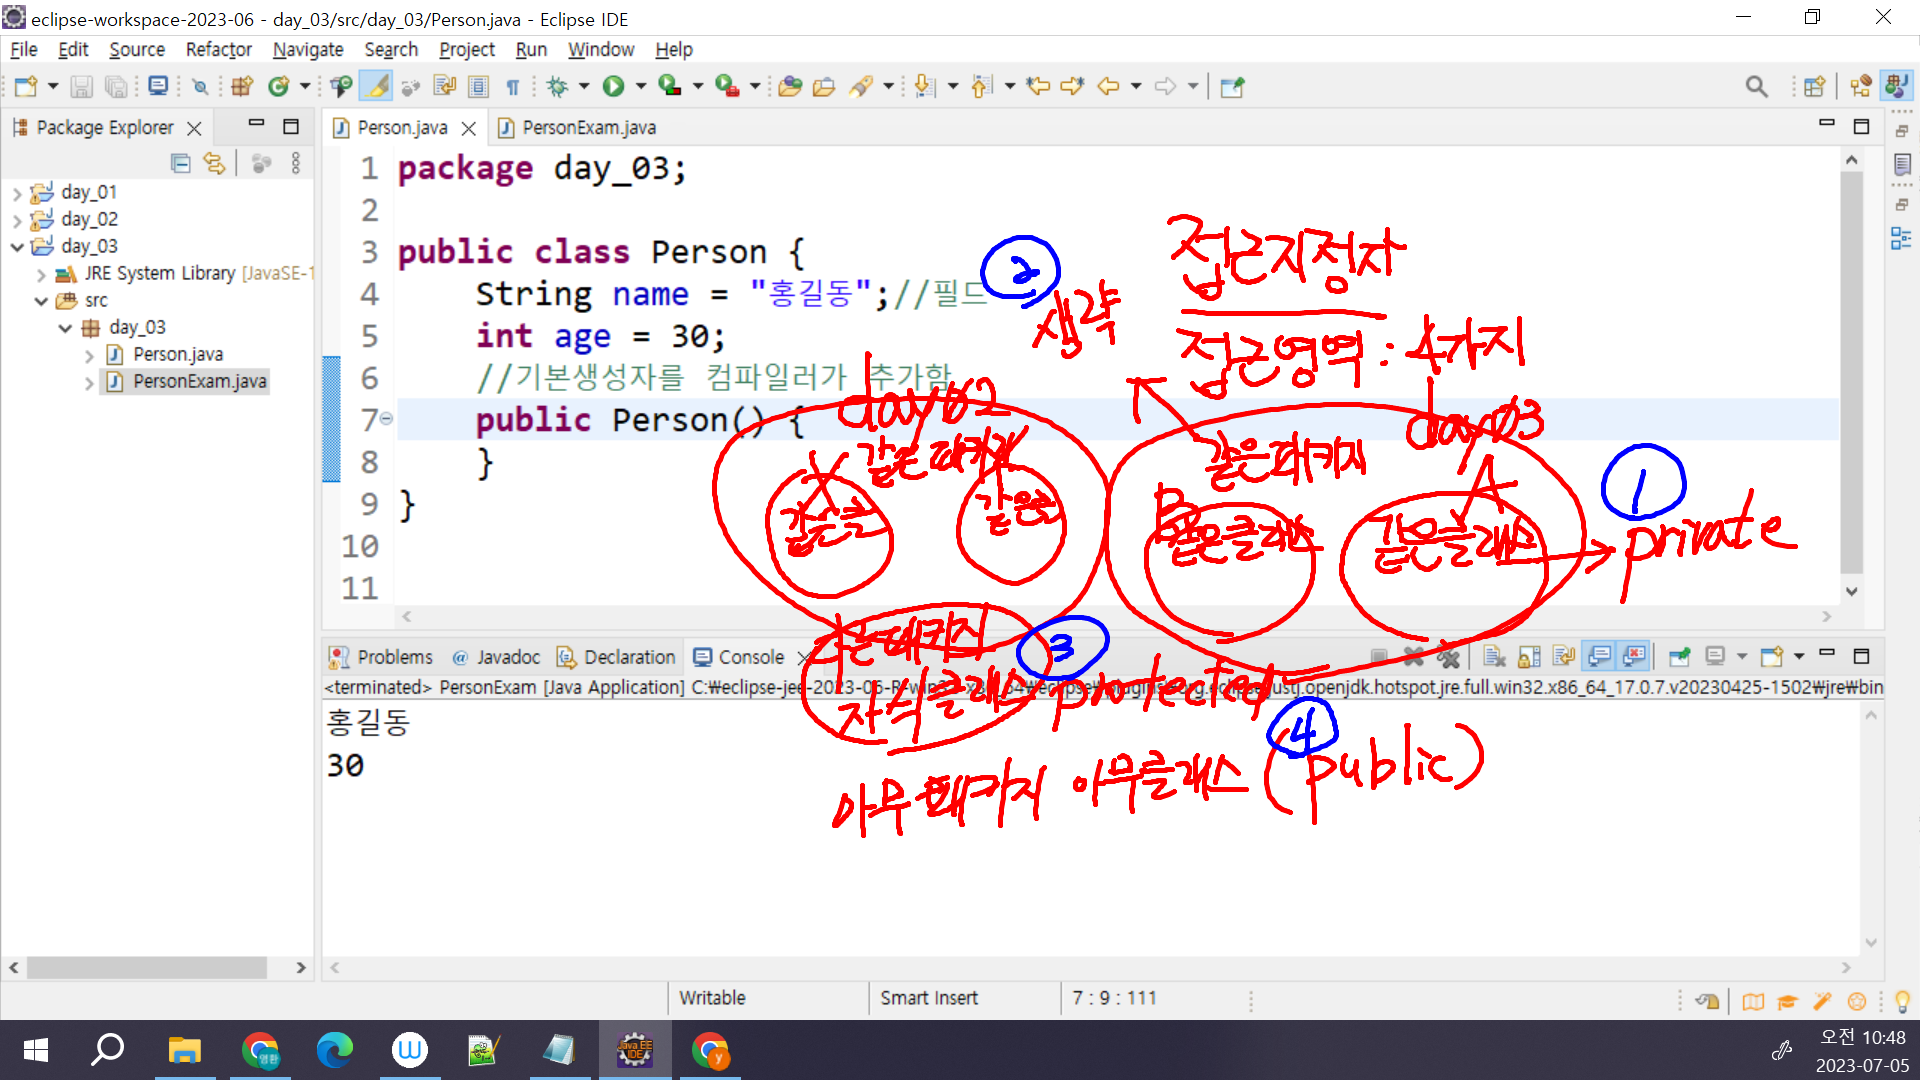 eclipse-workspace-2023-06 - day_03/src/day_03/Person.java - Eclipse IDE
File Edit Source Refactor Navigate Search Project Run Window Help
Package Explorer
Person.java
PersonExam.java
day_01
day_02
day_03
JRE System Library [JavaSE-1
src
day_03
Person.java
PersonExam.java
1 package day_03;
2
3 public class Person {
4 String name = "홍길동";//필드
5 int age = 30;
6 //기본생성자를 컴파일러가 추가함
7 public Person() {
8 }
9 }
10
11
접근지정자
접근영역 : 4가지
② 생략
day02
같은패키지
같은클
같은
day03
같은패키지
B
같은클래스
A
같은클래스
① private
다른패키지
자식클래스 ③ protected
아무패키지 아무클래스 (④ public)
Problems @ Javadoc Declaration Console
<terminated> PersonExam [Java Application] C:₩eclipse-jee-2023-06-R-win32-x86_64₩eclipse₩plugins₩org.eclipse.justj.openjdk.hotspot.jre.full.win32.x86_64_17.0.7.v20230425-1502₩jre₩bin
홍길동
30
Writable Smart Insert 7 : 9 : 111
오전 10:48
2023-07-05